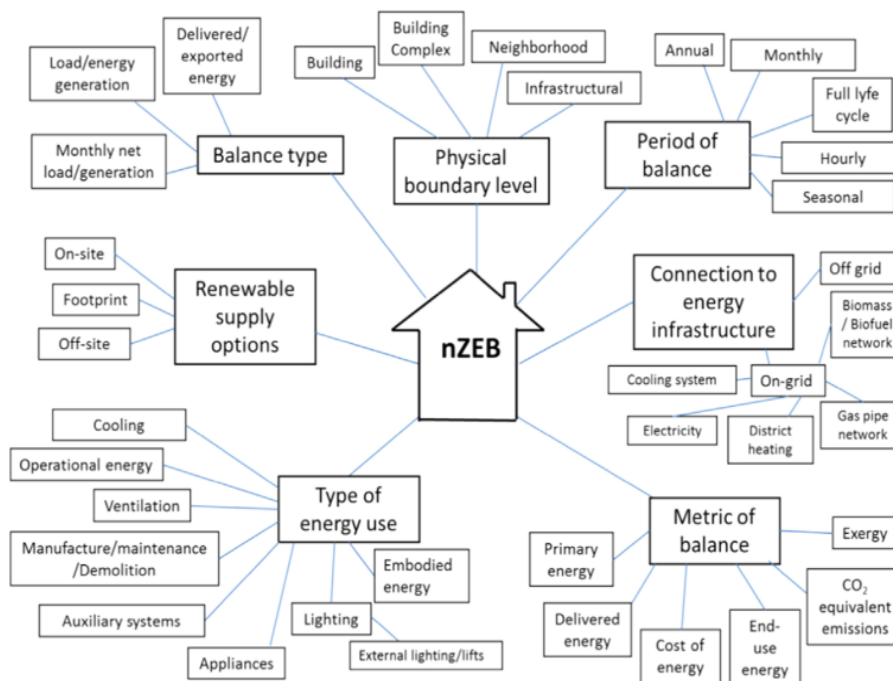 Delivered/
exported
energy
Load/energy
generation
Monthly net
load/generation
Balance type
Building
Building
Complex
Neighborhood
Infrastructural
Physical
boundary level
Annual
Monthly
Full lyfe
cycle
Hourly
Seasonal
Period of
balance
On-site
Footprint
Off-site
Renewable
supply
options
nZEB
Connection to
energy
infrastructure
Off grid
Biomass
/ Biofuel
network
On-grid
Cooling system
Electricity
District
heating
Gas pipe
network
Cooling
Operational energy
Ventilation
Manufacture/maintenance
/Demolition
Auxiliary systems
Appliances
Type of
energy use
Embodied
energy
Lighting
External lighting/lifts
Metric of
balance
Primary
energy
Delivered
energy
Cost of
energy
End-
use
energy
CO₂
equivalent
emissions
Exergy